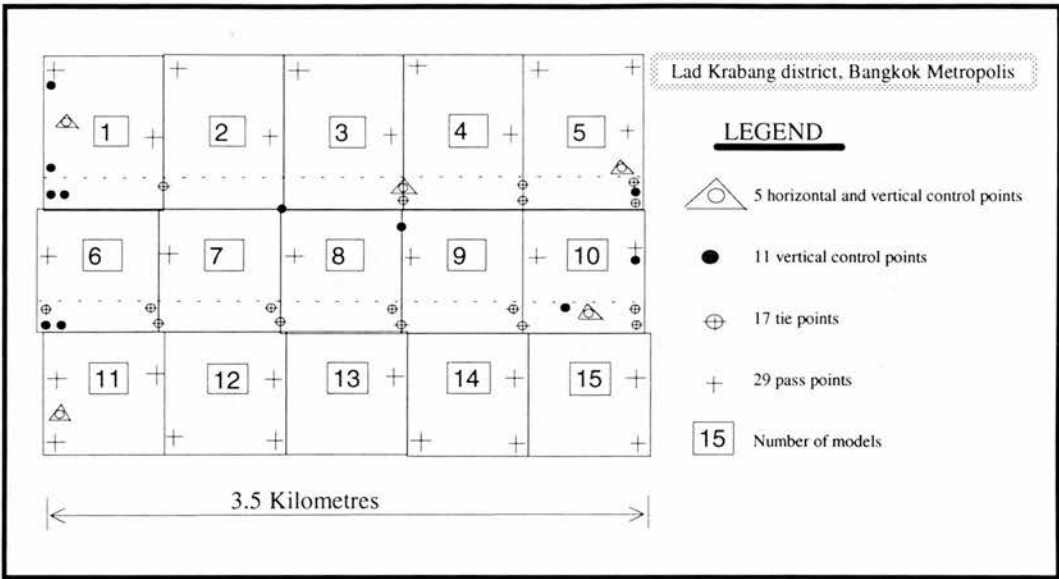 Lad Krabang district, Bangkok Metropolis
1 2 3 4 5
6 7 8 9 10
11 12 13 14 15
3.5 Kilometres
LEGEND
5 horizontal and vertical control points
11 vertical control points
17 tie points
29 pass points
15 Number of models